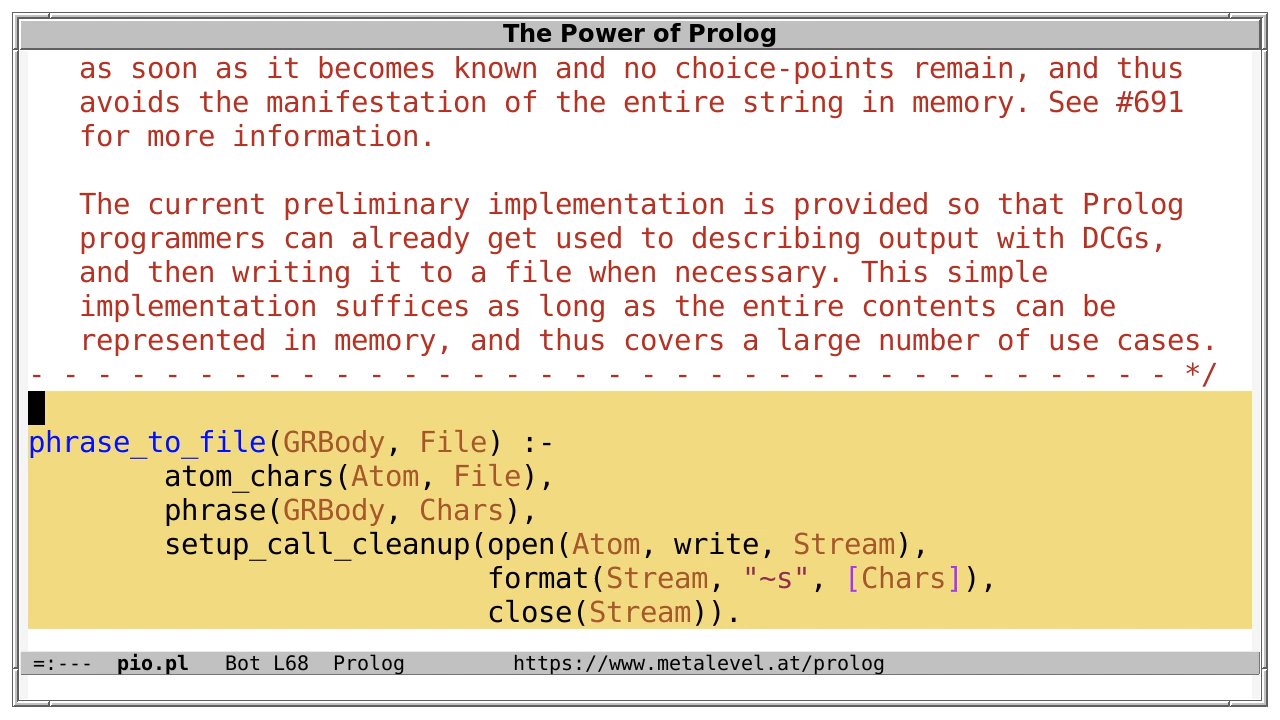 The Power of Prolog
as soon as it becomes known and no choice-points remain, and thus
avoids the manifestation of the entire string in memory. See #691
for more information.
The current preliminary implementation is provided so that Prolog
programmers can already get used to describing output with DCGs,
and then writing it to a file when necessary. This simple
implementation suffices as long as the entire contents can be
represented in memory, and thus covers a large number of use cases.
- - - - - - - - - - - - - - - - - - - - - - - - - - - - - - - - - - */
phrase_to_file(GRBody, File) :-
        atom_chars(Atom, File),
        phrase(GRBody, Chars),
        setup_call_cleanup(open(Atom, write, Stream),
                           format(Stream, "~s", [Chars]),
                           close(Stream)).
=:---  pio.pl   Bot L68  Prolog   https://www.metalevel.at/prolog